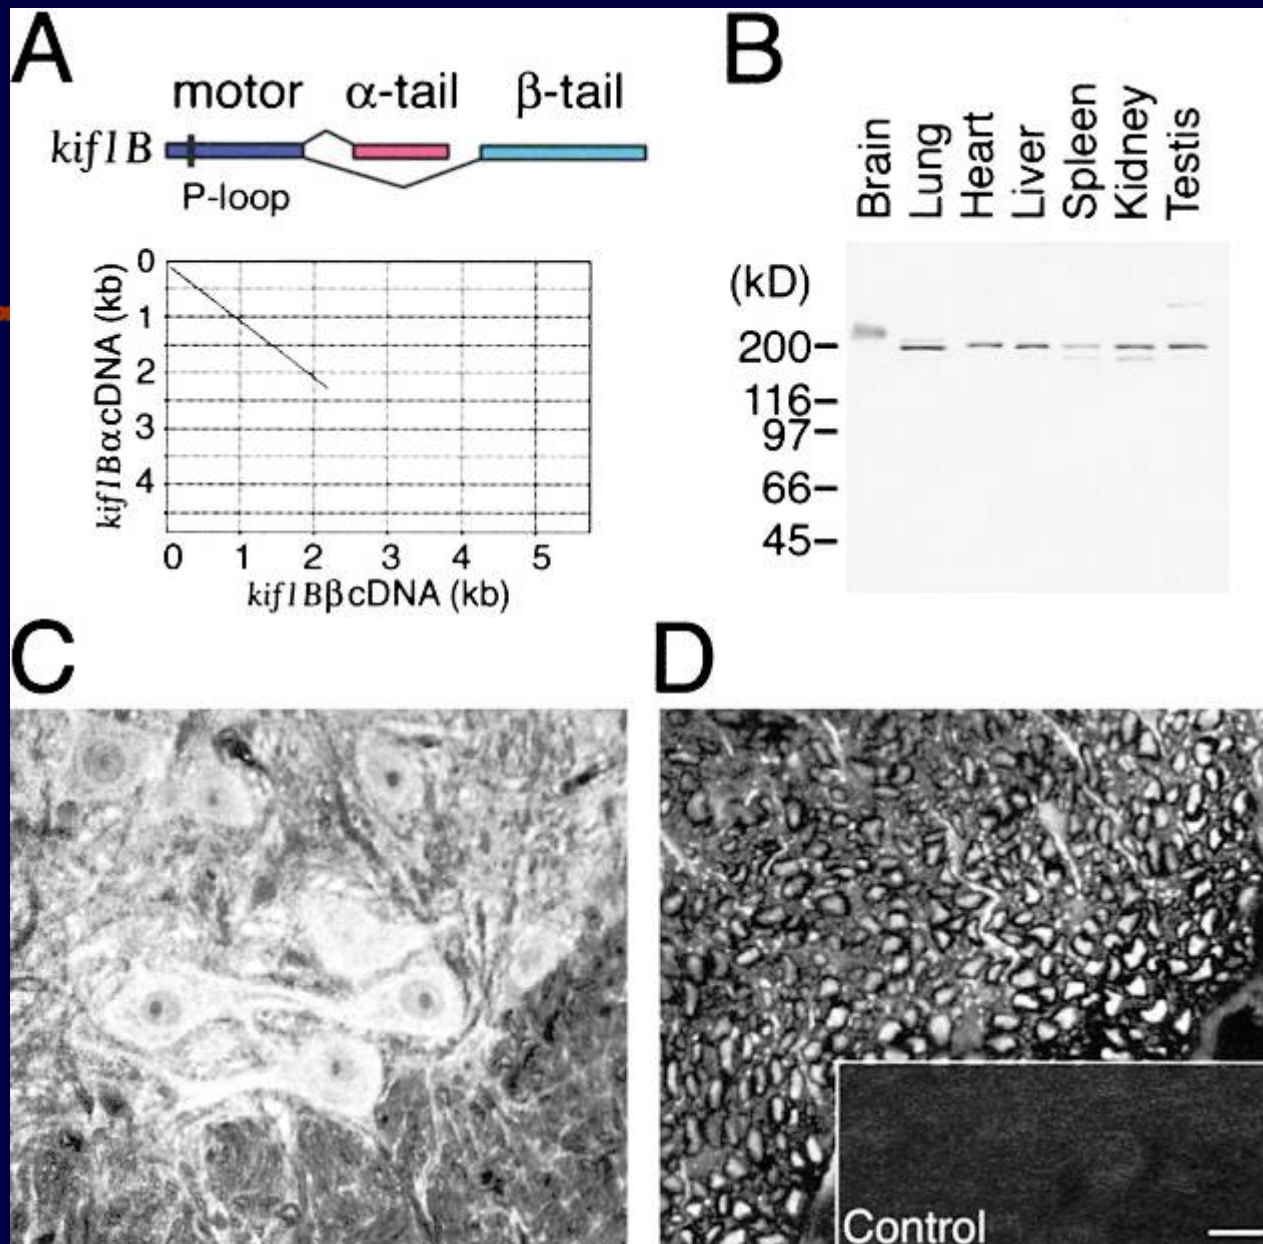 A
motor α-tail β-tail
kif1B
P-loop
0
1
2
3
4
kif1Bα cDNA (kb)
0 1 2 3 4 5
kif1Bβ cDNA (kb)
B
Brain
Lung
Heart
Liver
Spleen
Kidney
Testis
(kD)
200
116
97
66
45
C
D
Control